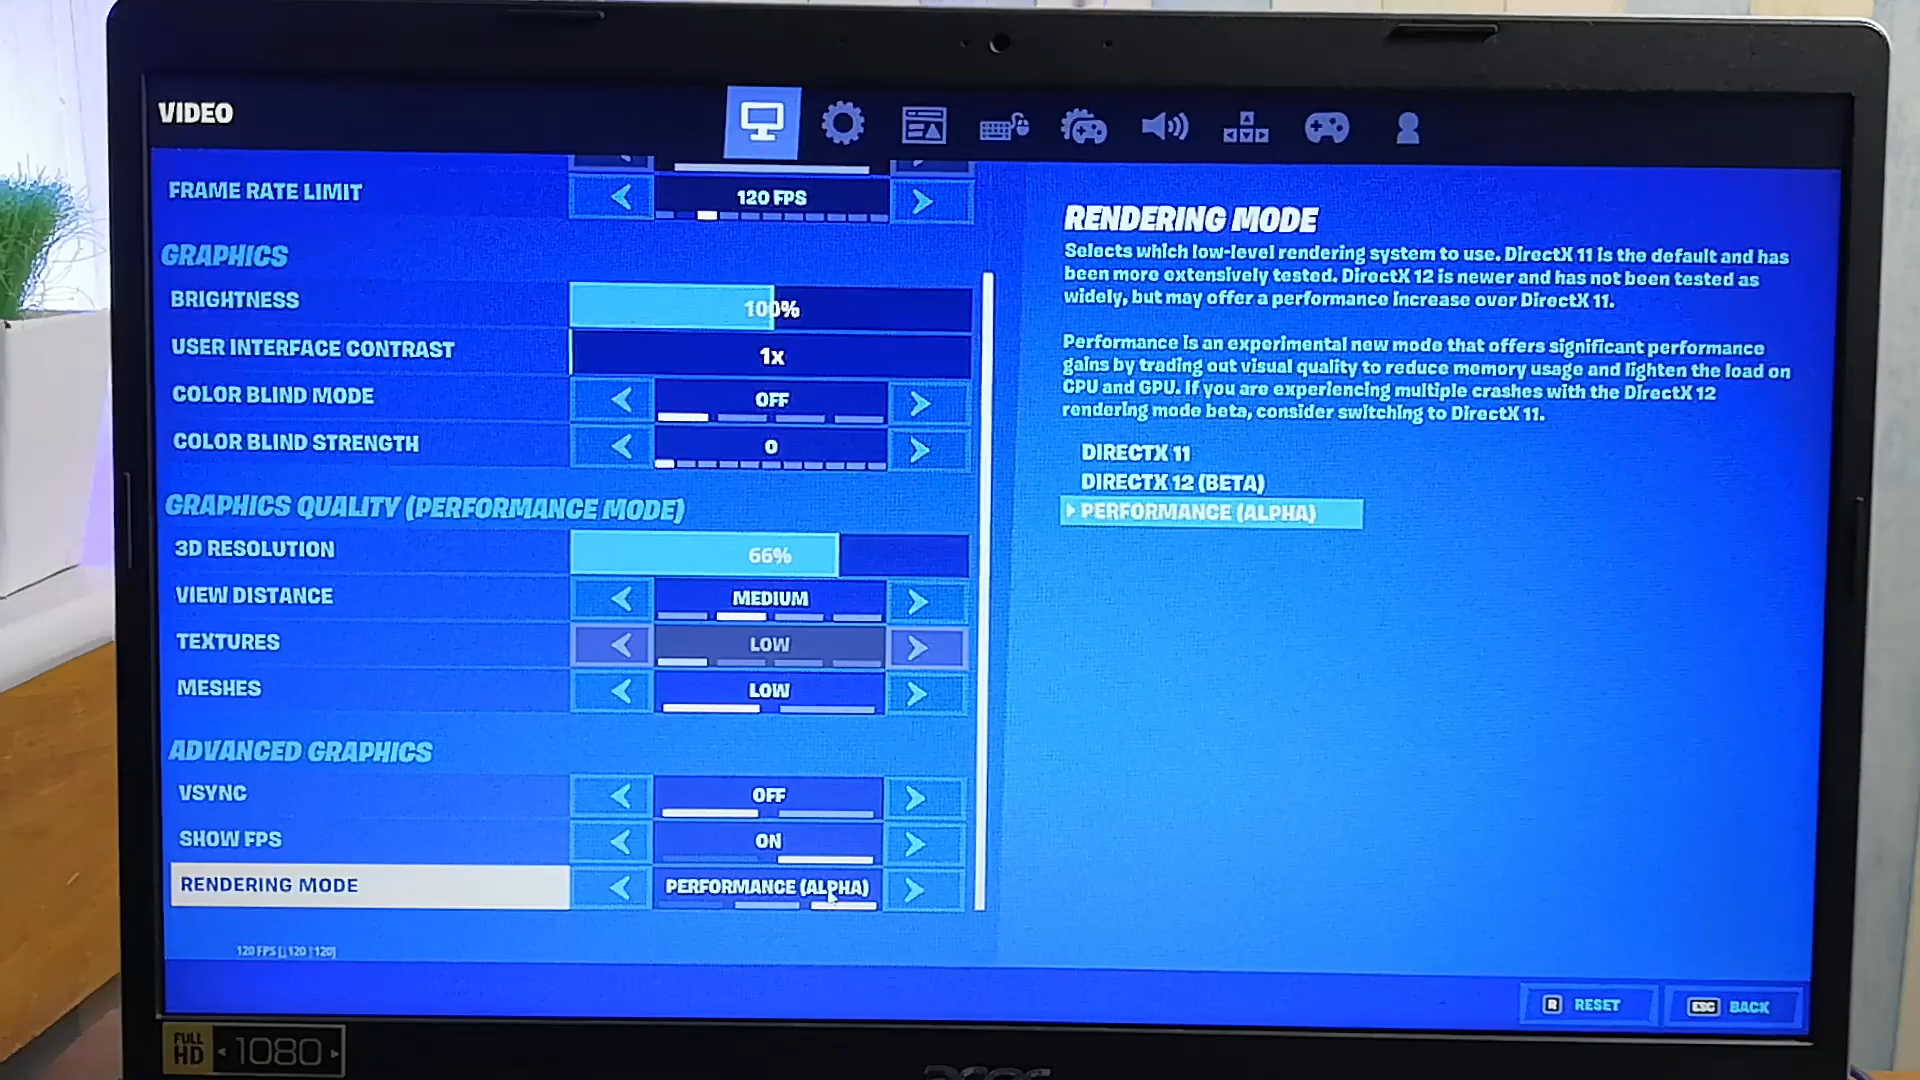 VIDEO
FRAME RATE LIMIT
120 FPS
GRAPHICS
BRIGHTNESS
100%
USER INTERFACE CONTRAST
1x
COLOR BLIND MODE
OFF
COLOR BLIND STRENGTH
0
GRAPHICS QUALITY (PERFORMANCE MODE)
3D RESOLUTION
66%
VIEW DISTANCE
MEDIUM
TEXTURES
LOW
MESHES
LOW
ADVANCED GRAPHICS
VSYNC
OFF
SHOW FPS
ON
RENDERING MODE
PERFORMANCE (ALPHA)
120 FPS [↓120 ↑120]
RENDERING MODE
Selects which low-level rendering system to use. DirectX 11 is the default and has
been more extensively tested. DirectX 12 is newer and has not been tested as
widely, but may offer a performance increase over DirectX 11.
Performance is an experimental new mode that offers significant performance
gains by trading out visual quality to reduce memory usage and lighten the load on
CPU and GPU. If you are experiencing multiple crashes with the DirectX 12
rendering mode beta, consider switching to DirectX 11.
DIRECTX 11
DIRECTX 12 (BETA)
PERFORMANCE (ALPHA)
R RESET
ESC BACK
FULL HD 1080
acer